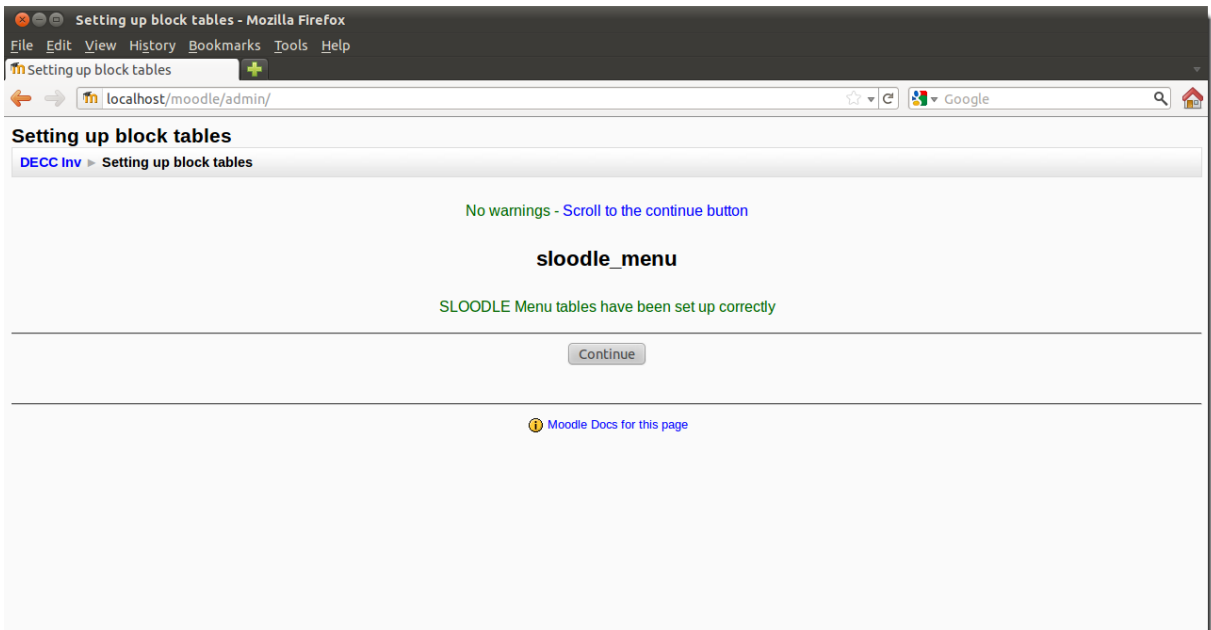 Setting up block tables - Mozilla Firefox
File Edit View History Bookmarks Tools Help
Setting up block tables
localhost/moodle/admin/ Google
Setting up block tables
DECC Inv ► Setting up block tables
No warnings - Scroll to the continue button
sloodle_menu
SLOODLE Menu tables have been set up correctly
Continue
Moodle Docs for this page